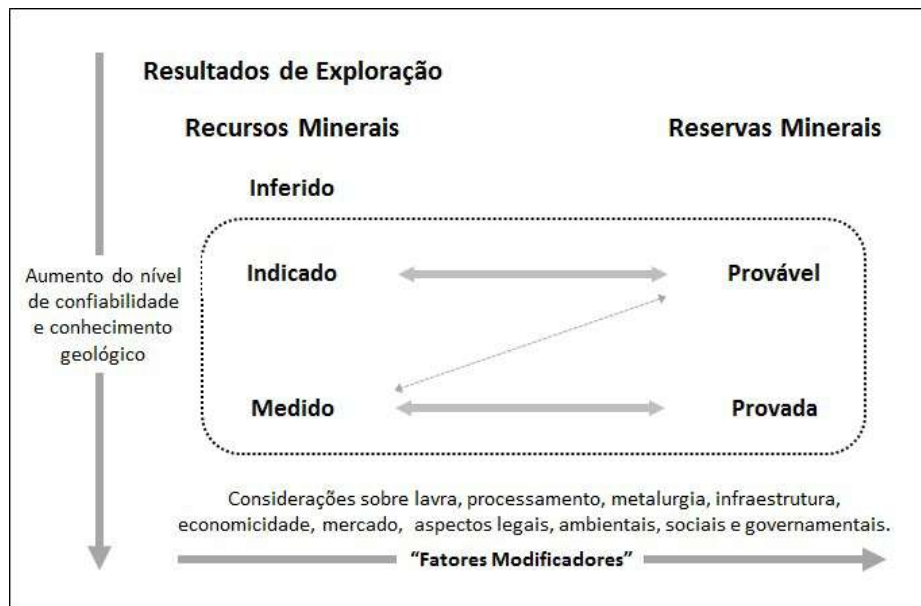 Resultados de Exploração
Recursos Minerais
Reservas Minerais
Inferido
Indicado
Provável
Aumento do nível
de confiabilidade
e conhecimento
geológico
Medido
Provada
Considerações sobre lavra, processamento, metalurgia, infraestrutura,
economicidade, mercado, aspectos legais, ambientais, sociais e governamentais.
“Fatores Modificadores”